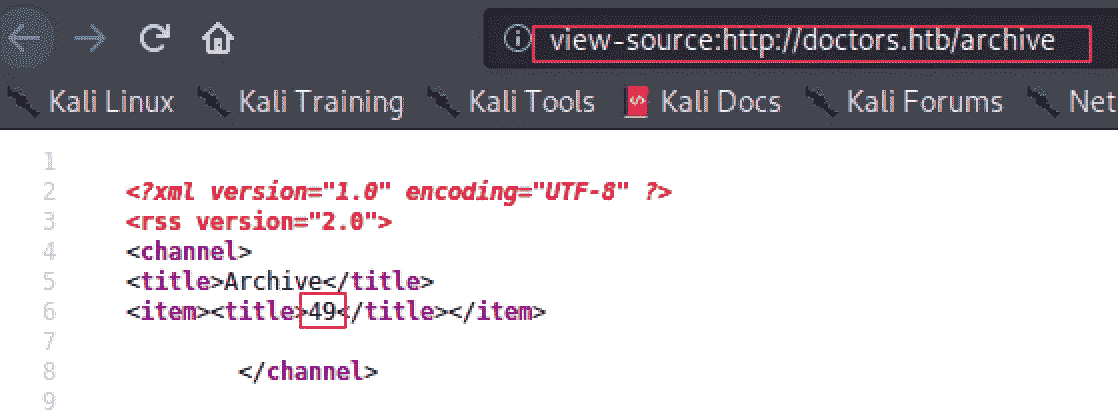 view-source:http://doctors.htb/archive
Kali Linux Kali Training Kali Tools Kali Docs Kali Forums Net
1
2 <?xml version="1.0" encoding="UTF-8" ?>
3 <rss version="2.0">
4 <channel>
5 <title>Archive</title>
6 <item><title>49</title></item>
7
8 </channel>
9